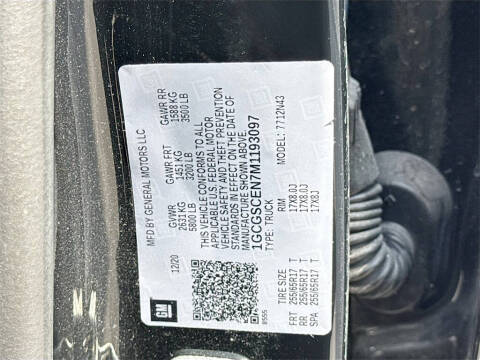 MFD BY GENERAL MOTORS LLC
12/20 GVWR GAWR FRT GAWR RR
2631 KG 1451 KG 1588 KG
5800 LB 3200 LB 3500 LB
THIS VEHICLE CONFORMS TO ALL
APPLICABLE U.S. FEDERAL MOTOR
VEHICLE SAFETY AND THEFT PREVENTION
STANDARDS IN EFFECT ON THE DATE OF
MANUFACTURE SHOWN ABOVE.
1GCGSCEN7M1193097
TYPE: TRUCK MODEL: 7712N43
TIRE SIZE RIM
FRT 255/65R17 T 17X8.0J
RR 255/65R17 T 17X8.0J
SPA 255/65R17 T 17X8J
GM